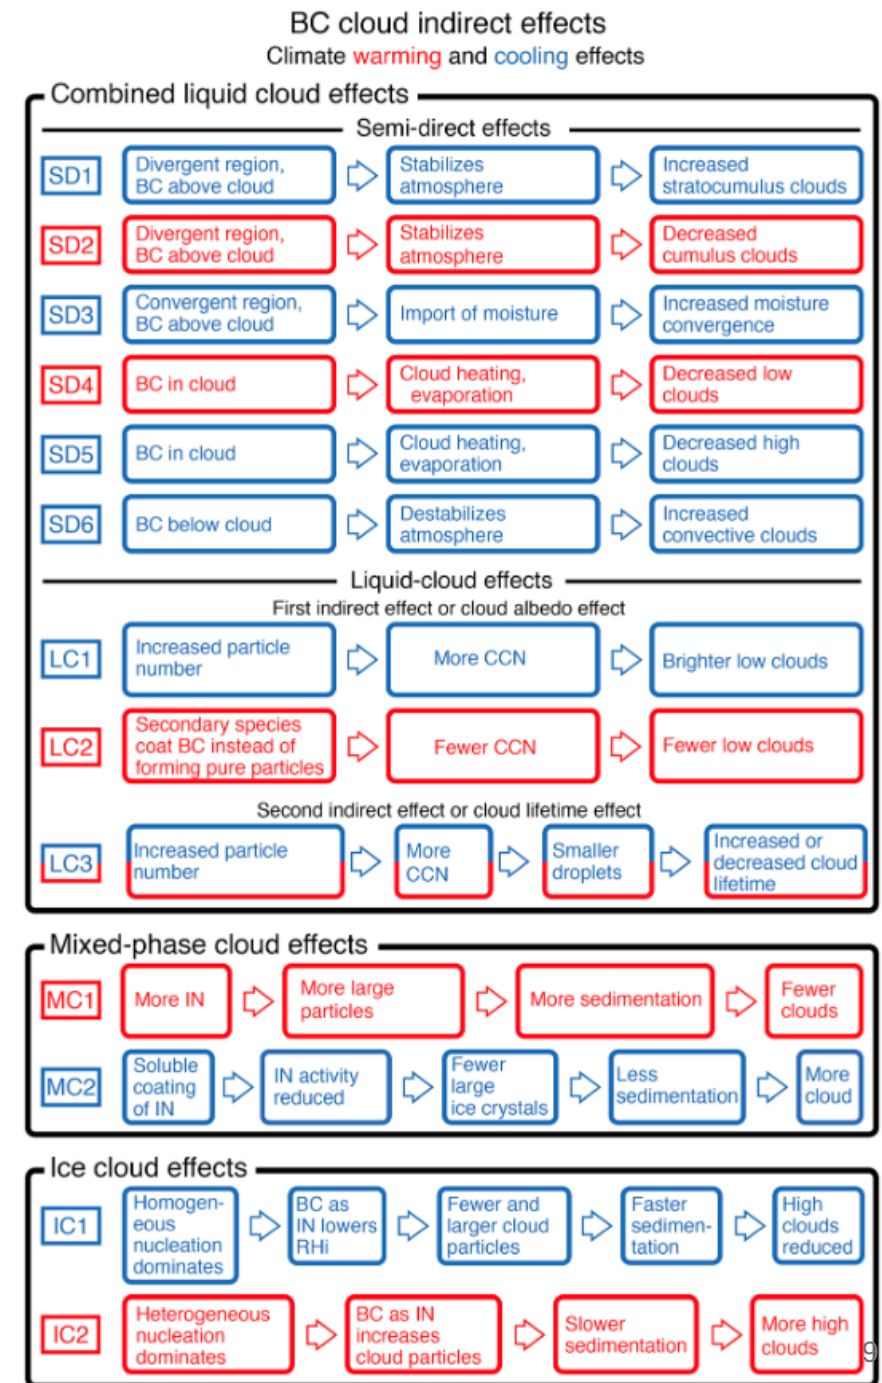 BC cloud indirect effects
Climate warming and cooling effects
Combined liquid cloud effects
Semi-direct effects
SD1
Divergent region,
BC above cloud
Stabilizes
atmosphere
Increased
stratocumulus clouds
SD2
Divergent region,
BC above cloud
Stabilizes
atmosphere
Decreased
cumulus clouds
SD3
Convergent region,
BC above cloud
Import of moisture
Increased moisture
convergence
SD4
BC in cloud
Cloud heating,
evaporation
Decreased low
clouds
SD5
BC in cloud
Cloud heating,
evaporation
Decreased high
clouds
SD6
BC below cloud
Destabilizes
atmosphere
Increased
convective clouds
Liquid-cloud effects
First indirect effect or cloud albedo effect
LC1
Increased particle
number
More CCN
Brighter low clouds
LC2
Secondary species
coat BC instead of
forming pure particles
Fewer CCN
Fewer low clouds
Second indirect effect or cloud lifetime effect
LC3
Increased particle
number
More
CCN
Smaller
droplets
Increased or
decreased cloud
lifetime
Mixed-phase cloud effects
MC1
More IN
More large
particles
More sedimentation
Fewer
clouds
MC2
Soluble
coating
of IN
IN activity
reduced
Fewer
large
ice crystals
Less
sedimentation
More
cloud
Ice cloud effects
IC1
Homogen-
eous
nucleation
dominates
BC as
IN lowers
RHi
Fewer and
larger cloud
particles
Faster
sedimen-
tation
High
clouds
reduced
IC2
Heterogeneous
nucleation
dominates
BC as IN
increases
cloud particles
Slower
sedimentation
More high
clouds
9